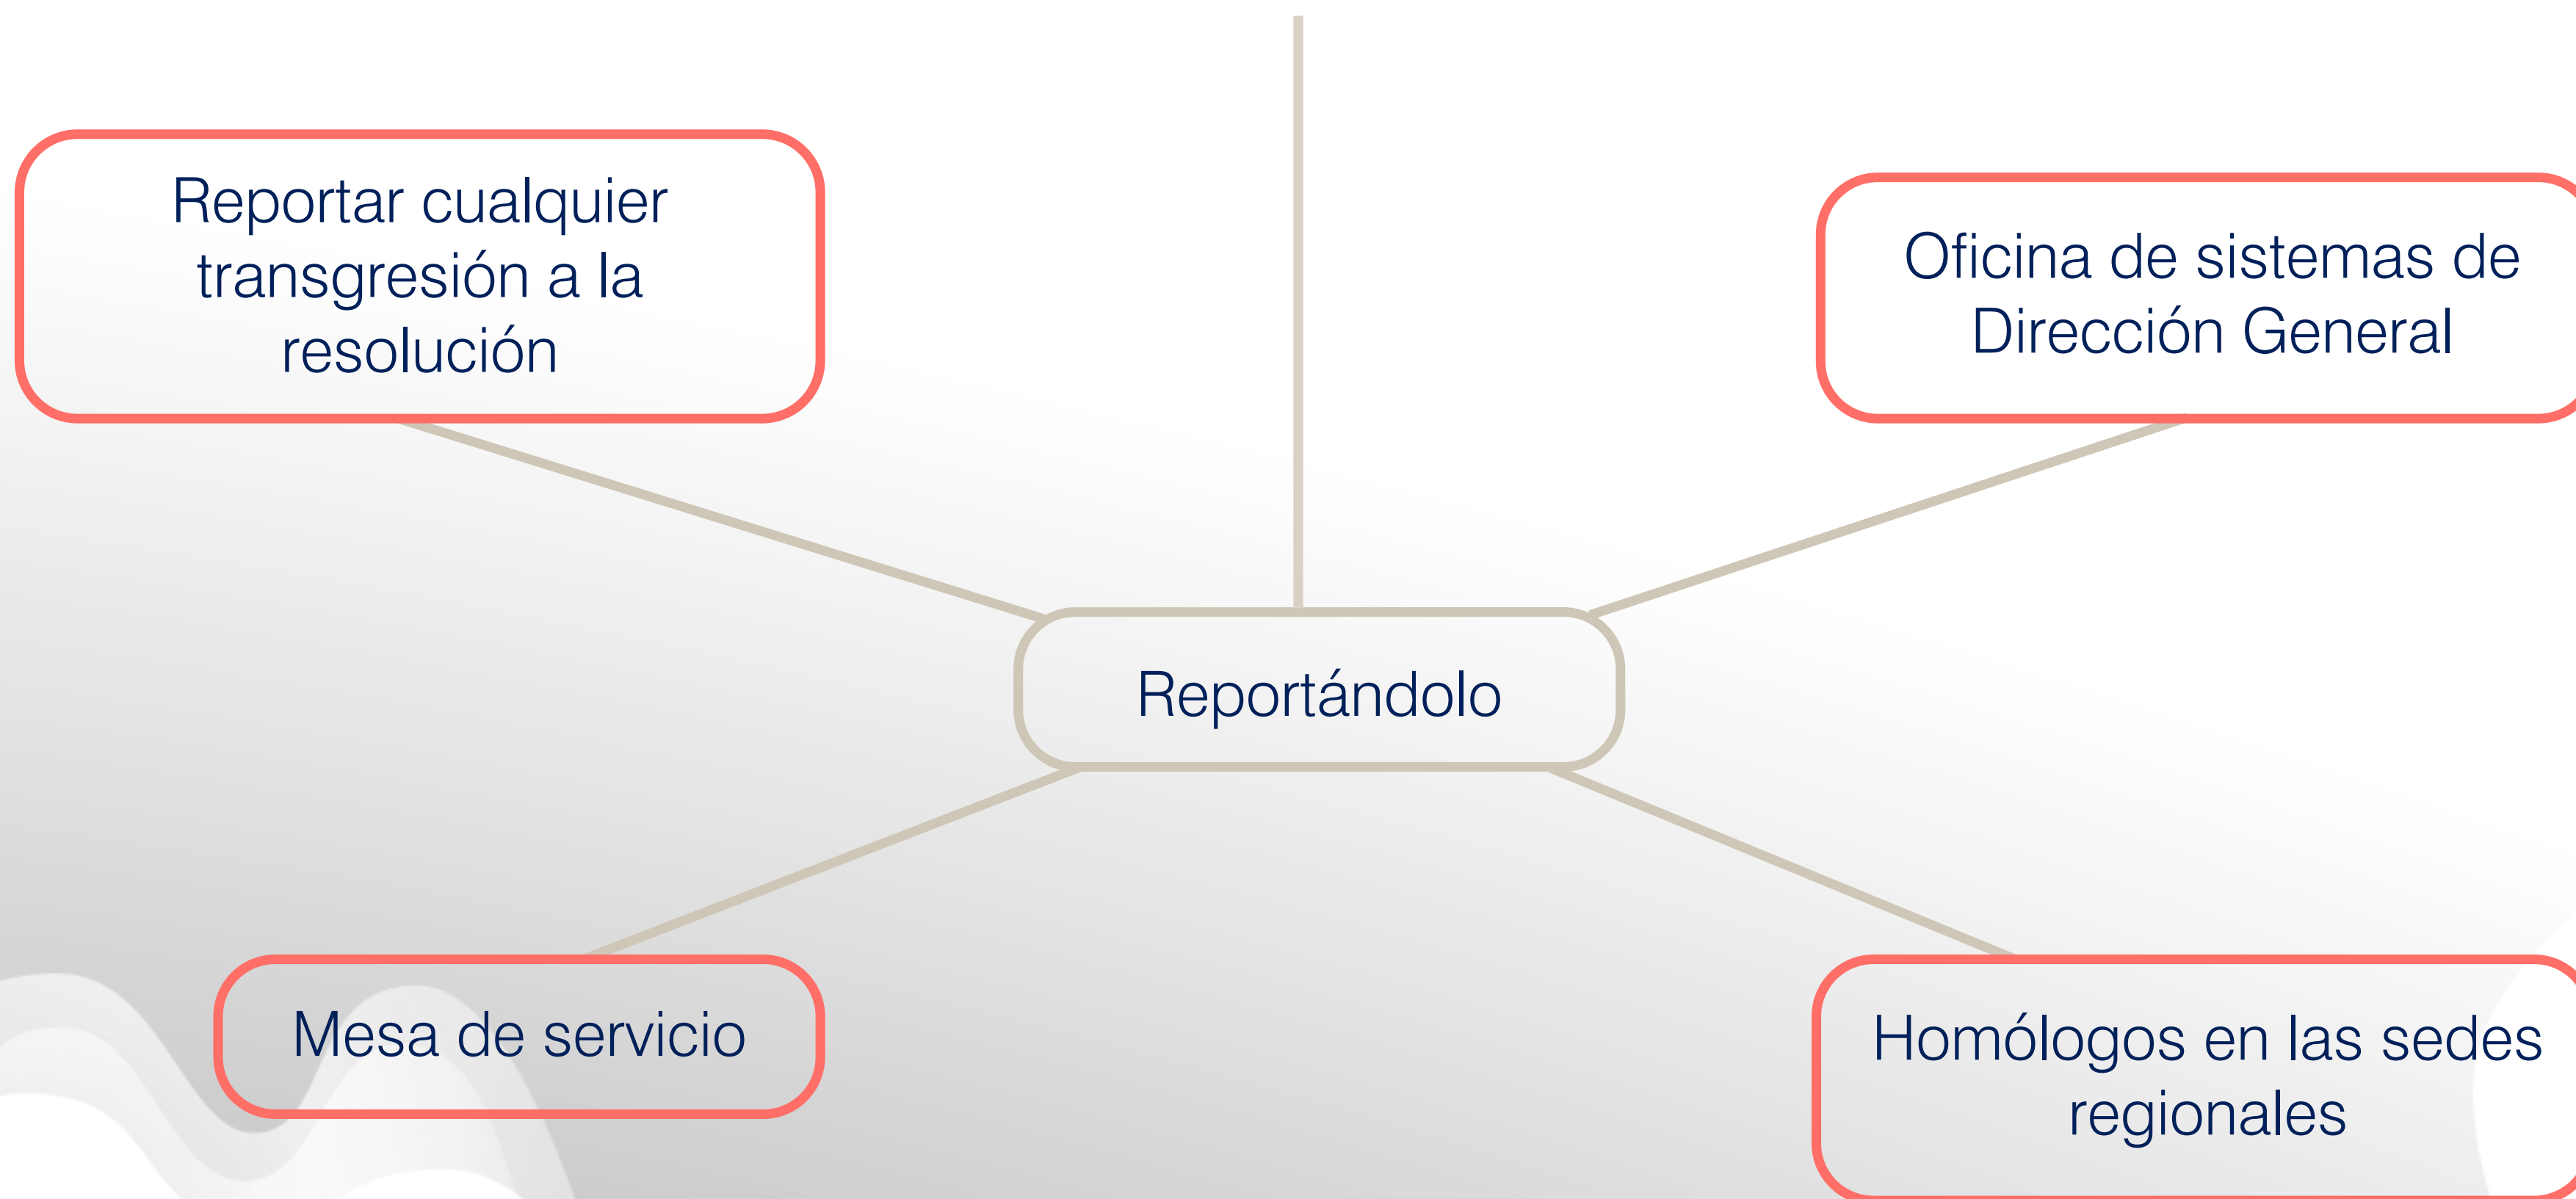 Reportar cualquier
transgresión a la
resolución
Oficina de sistemas de
Dirección General
Reportándolo
Mesa de servicio
Homólogos en las sedes
regionales